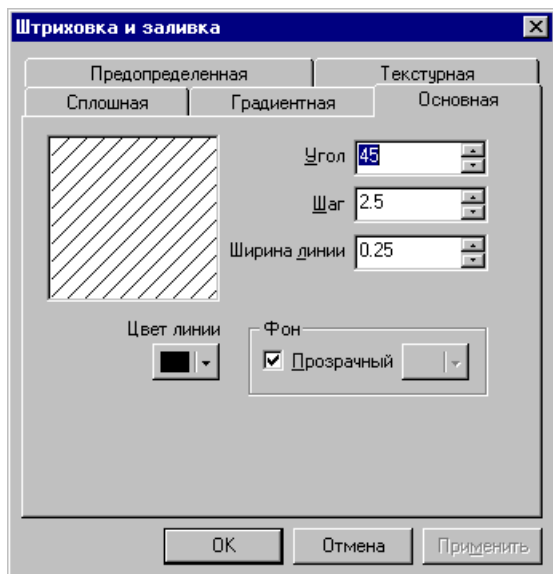 Штриховка и заливка
Предопределенная Текстурная
Сплошная Градиентная Основная
Угол 45
Шаг 2.5
Ширина линии 0.25
Цвет линии Фон
Прозрачный
OK Отмена Применить